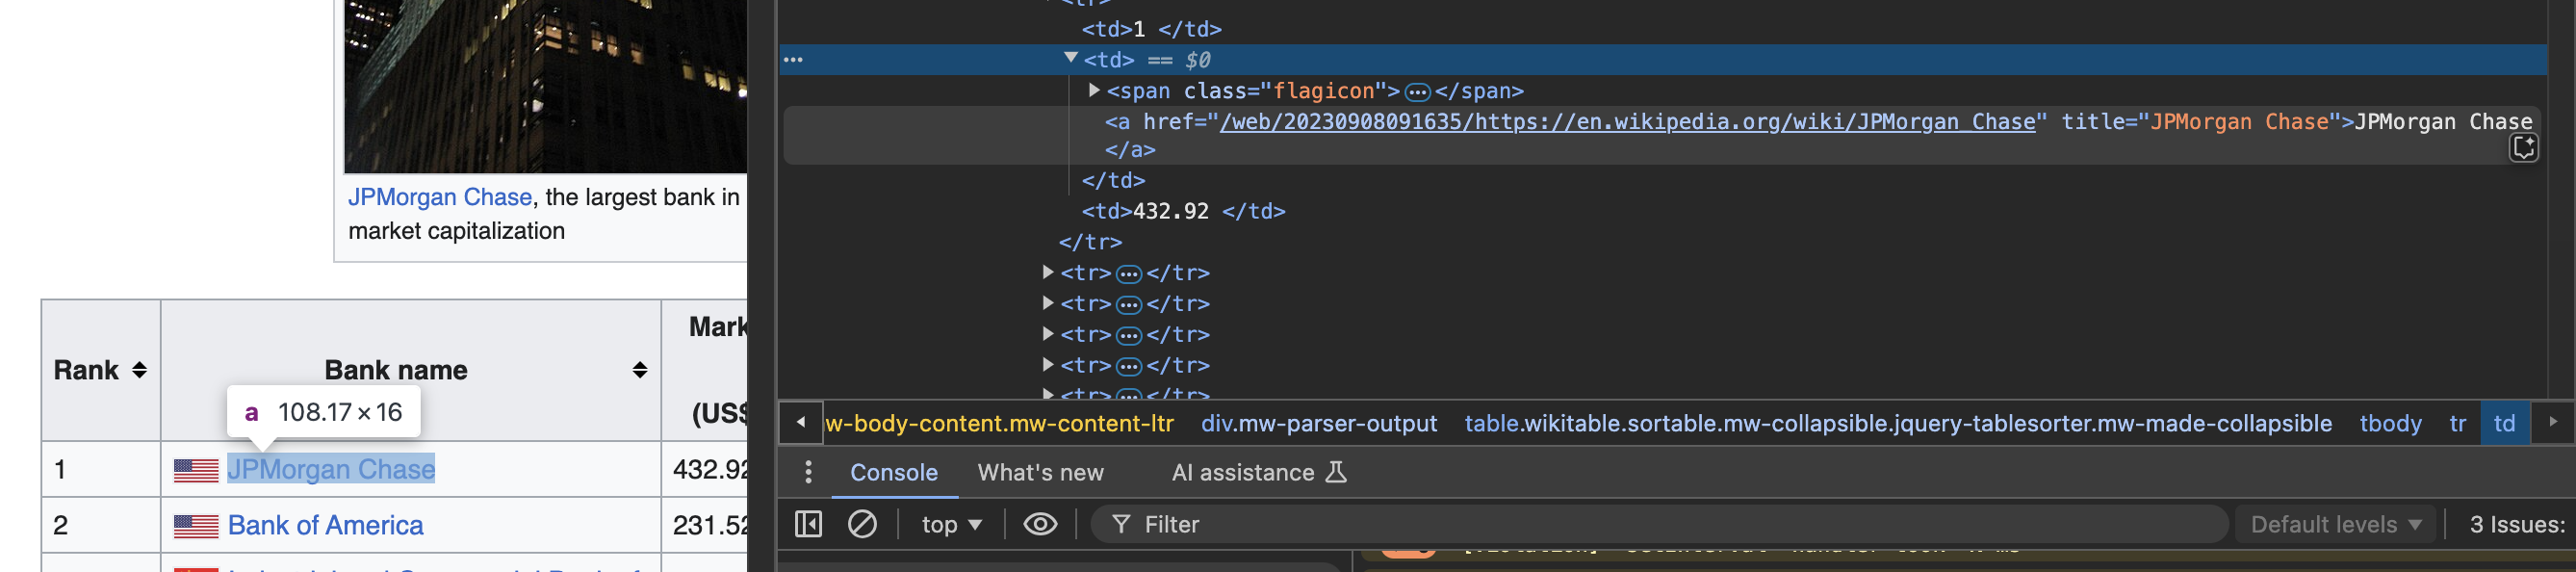 JPMorgan Chase, the largest bank in
market capitalization
Rank
Bank name
Mark
(US$
a 108.17 × 16
1 JPMorgan Chase 432.92
2 Bank of America 231.52
<tr>
<td>1 </td>
<td> == $0
<span class="flagicon">…</span>
<a href="/web/20230908091635/https://en.wikipedia.org/wiki/JPMorgan_Chase" title="JPMorgan Chase">JPMorgan Chase
</a>
</td>
<td>432.92 </td>
</tr>
<tr>…</tr>
<tr>…</tr>
<tr>…</tr>
<tr>…</tr>
<tr>…</tr>
w-body-content.mw-content-ltr div.mw-parser-output table.wikitable.sortable.mw-collapsible.jquery-tablesorter.mw-made-collapsible tbody tr td
Console What's new AI assistance
top Filter Default levels 3 Issues: